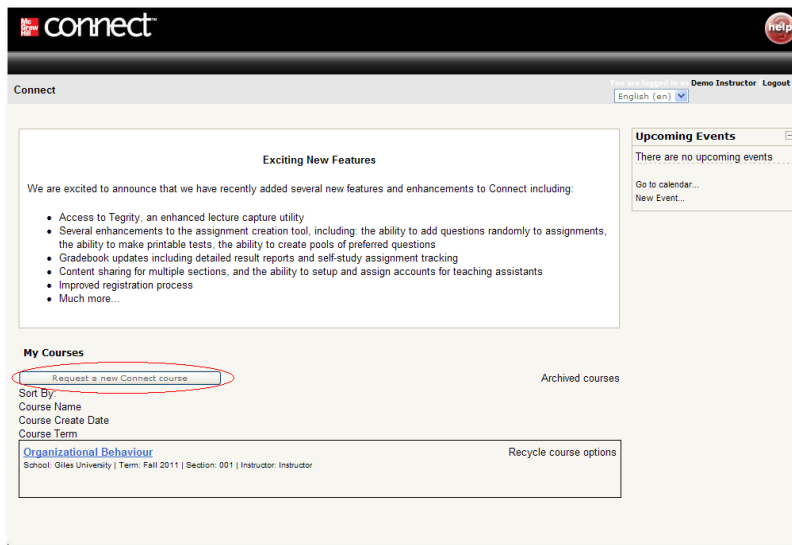 Mc
Graw
Hill
connect™
help
You are logged in as Demo Instructor Logout
Connect
English (en)
Exciting New Features
We are excited to announce that we have recently added several new features and enhancements to Connect including:
Access to Tegrity, an enhanced lecture capture utility
Several enhancements to the assignment creation tool, including: the ability to add questions randomly to assignments,
the ability to make printable tests, the ability to create pools of preferred questions
Gradebook updates including detailed result reports and self-study assignment tracking
Content sharing for multiple sections, and the ability to setup and assign accounts for teaching assistants
Improved registration process
Much more...
Upcoming Events
There are no upcoming events
Go to calendar...
New Event...
My Courses
Request a new Connect course
Archived courses
Sort By:
Course Name
Course Create Date
Course Term
Organizational Behaviour
Recycle course options
School: Giles University | Term: Fall 2011 | Section: 001 | Instructor: Instructor